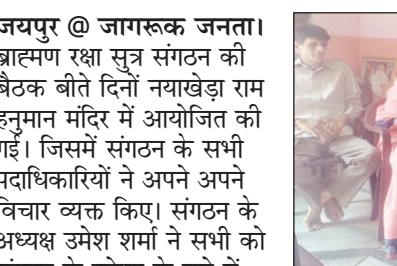 जयपुर @ जागरूक जनता।
ब्राह्मण रक्षा सुत्र संगठन की
बैठक बीते दिनों नयाखेड़ा राम
हनुमान मंदिर में आयोजित की
गई। जिसमें संगठन के सभी
पदाधिकारियों ने अपने अपने
विचार व्यक्त किए। संगठन के
अध्यक्ष उमेश शर्मा ने सभी को